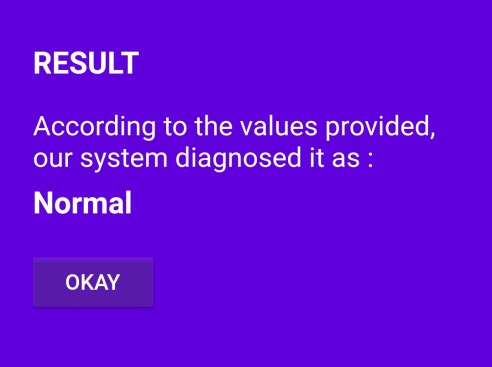 RESULT
According to the values provided,
our system diagnosed it as :
Normal
OKAY